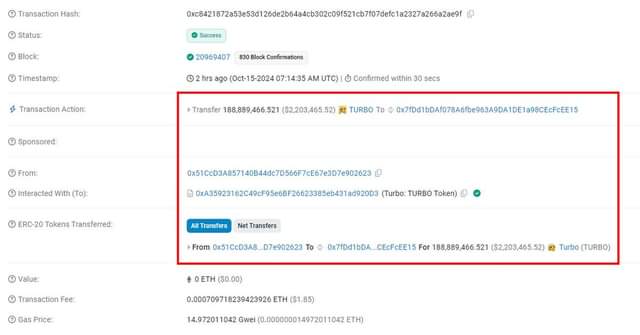 Transaction Hash: 0xc8421872a53e53d126de2b64a4cb302c09f521cb7f07defc1a2327a266a2ae9f
Status: Success
Block: 20969407 830 Block Confirmations
Timestamp: 2 hrs ago (Oct-15-2024 07:14:35 AM UTC) | Confirmed within 30 secs
Transaction Action: Transfer 188,889,466.521 ($2,203,465.52) TURBO To 0x7fDd1bDAf078A6fbe963A9DA1DE1a98CEcFcEE15
Sponsored:
From: 0x51CcD3A857140B44dc7D566F7cE67e3D7e902623
Interacted With (To): 0xA35923162C49cF95e6BF26623385eb431ad920D3 (Turbo: TURBO Token)
ERC-20 Tokens Transferred: All Transfers Net Transfers
From 0x51CcD3A8...D7e902623 To 0x7fDd1bDA...CEcFcEE15 For 188,889,466.521 ($2,203,465.52) Turbo (TURBO)
Value: 0 ETH ($0.00)
Transaction Fee: 0.000709718239423926 ETH ($1.85)
Gas Price: 14.972011042 Gwei (0.000000014972011042 ETH)